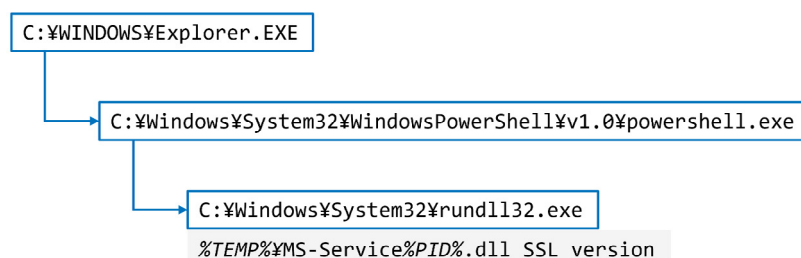 C:¥WINDOWS¥Explorer.EXE
C:¥Windows¥System32¥WindowsPowerShell¥v1.0¥powershell.exe
C:¥Windows¥System32¥rundll32.exe
%TEMP%¥MS-Service%PID%.dll SSL version